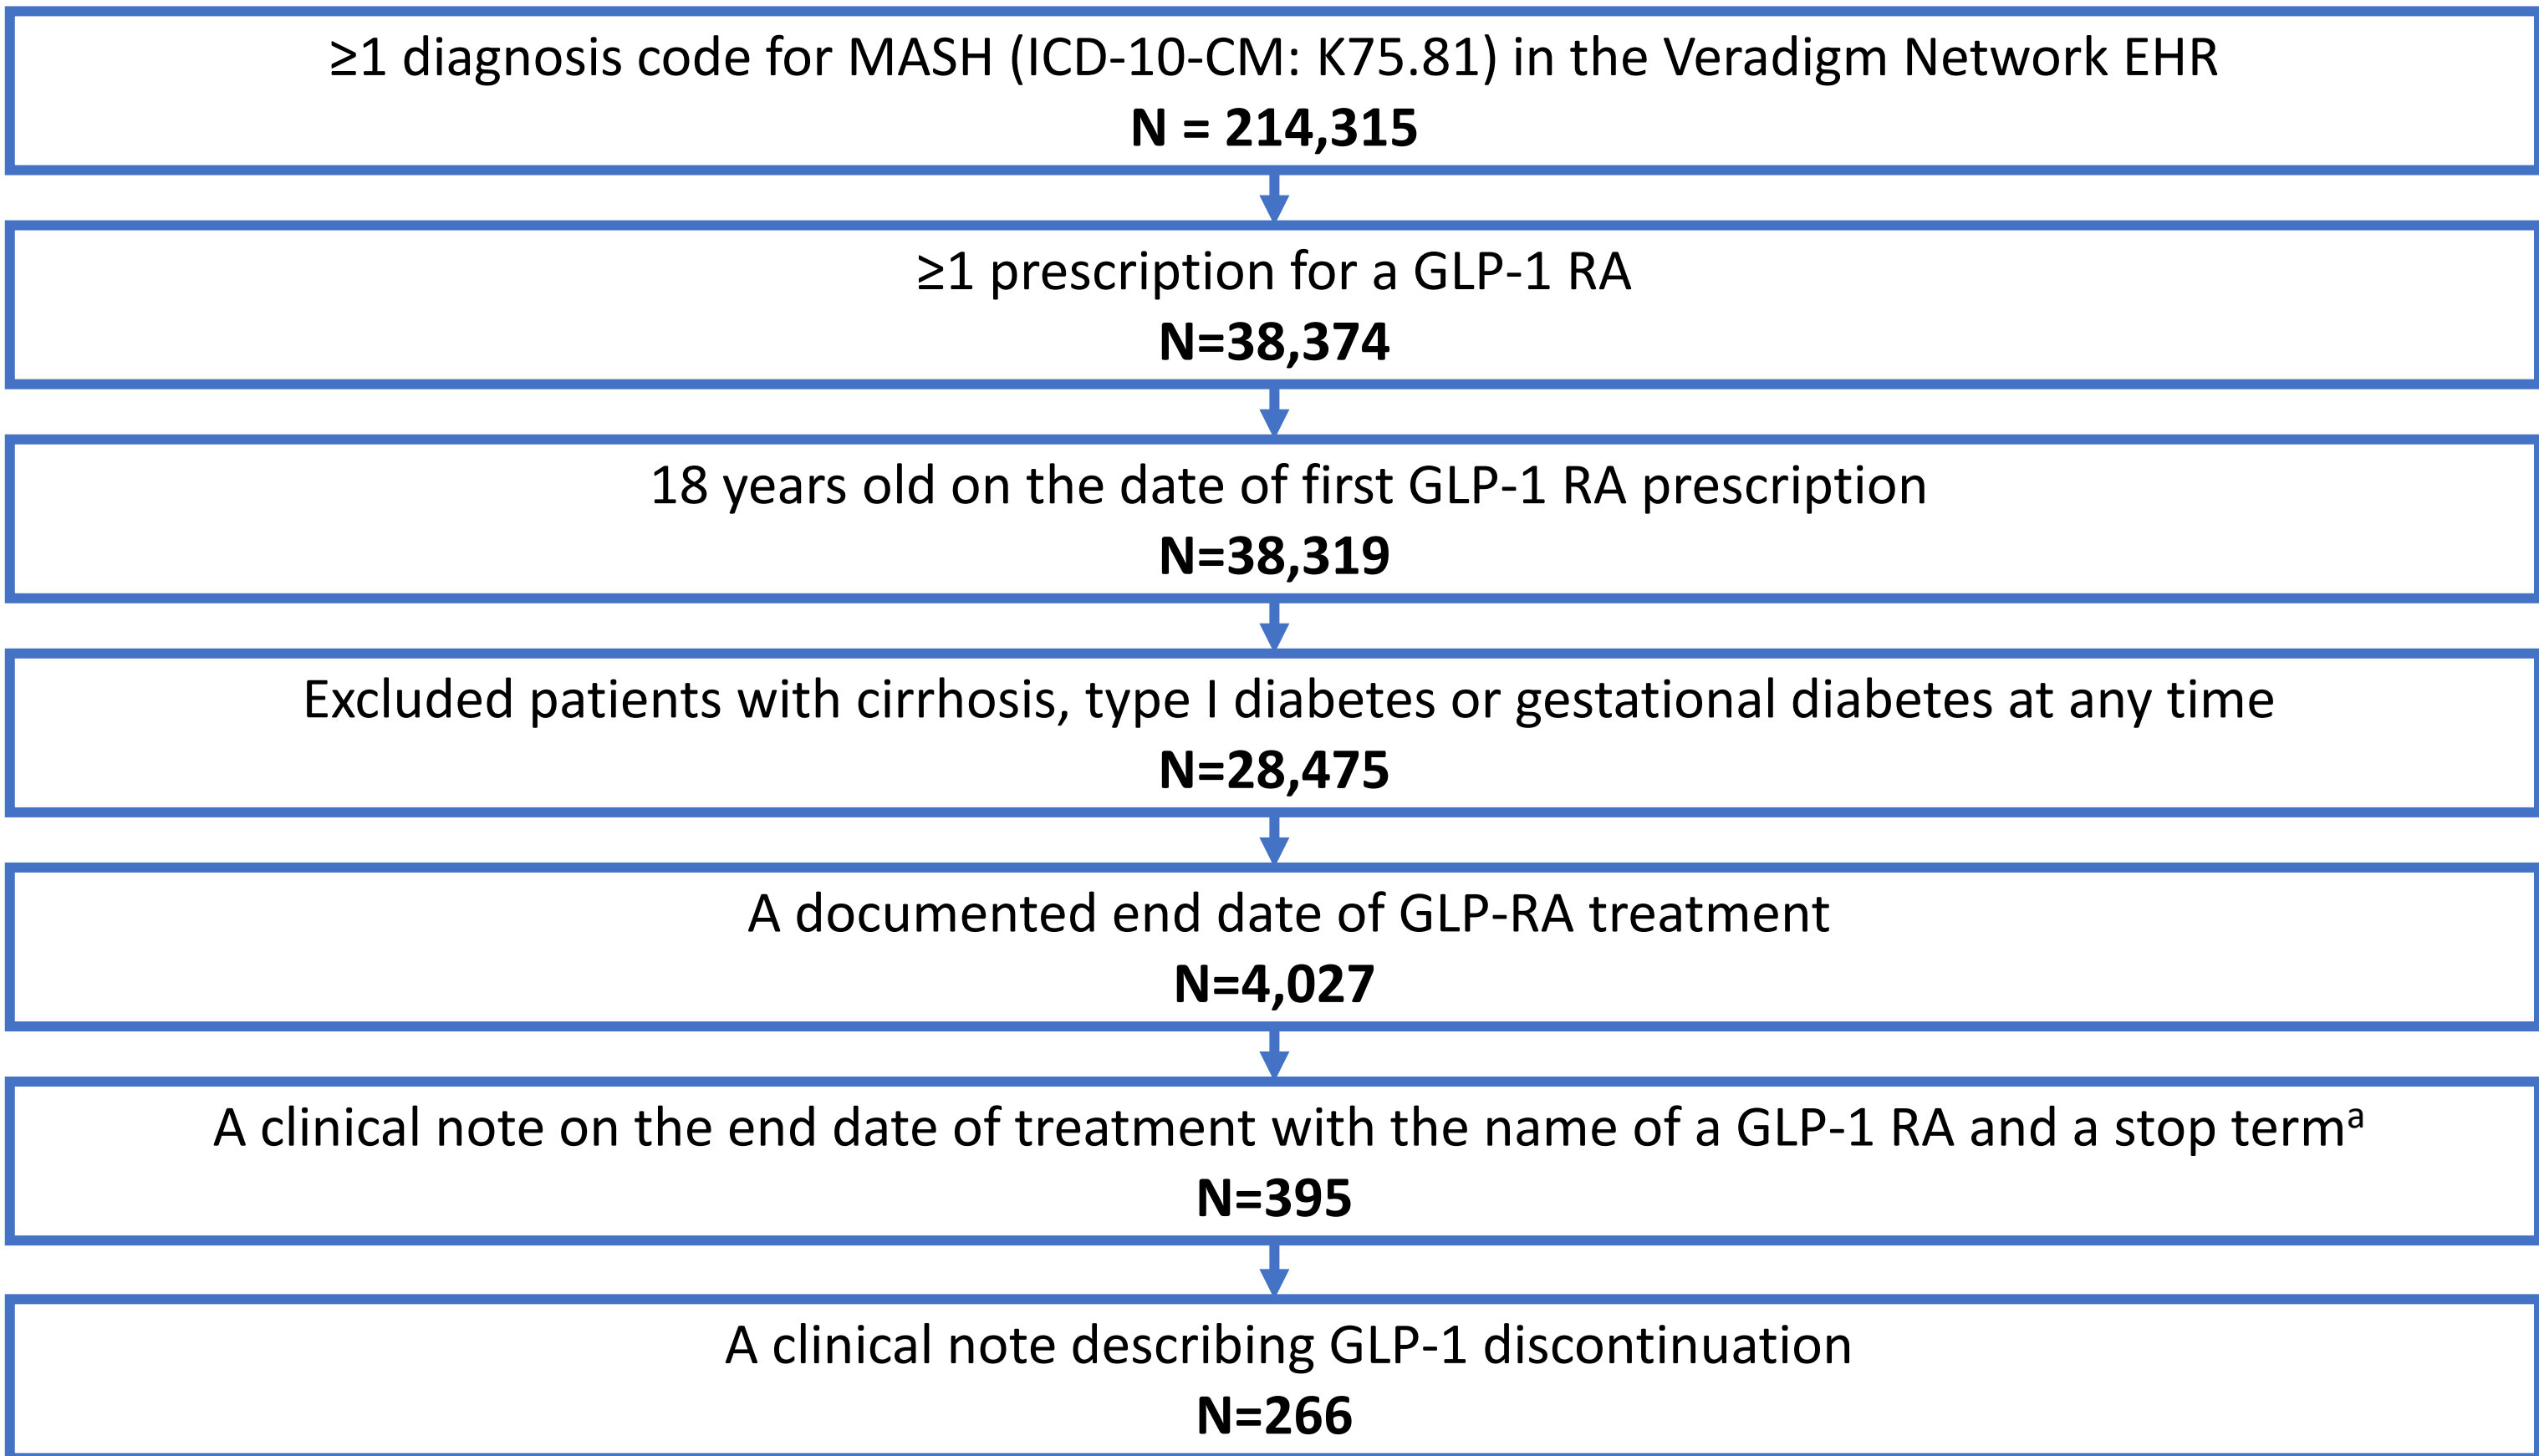 ≥1 diagnosis code for MASH (ICD-10-CM: K75.81) in the Veradigm Network EHR
N = 214,315
≥1 prescription for a GLP-1 RA
N=38,374
18 years old on the date of first GLP-1 RA prescription
N=38,319
Excluded patients with cirrhosis, type I diabetes or gestational diabetes at any time
N=28,475
A documented end date of GLP-RA treatment
N=4,027
A clinical note on the end date of treatment with the name of a GLP-1 RA and a stop termᵃ
N=395
A clinical note describing GLP-1 discontinuation
N=266